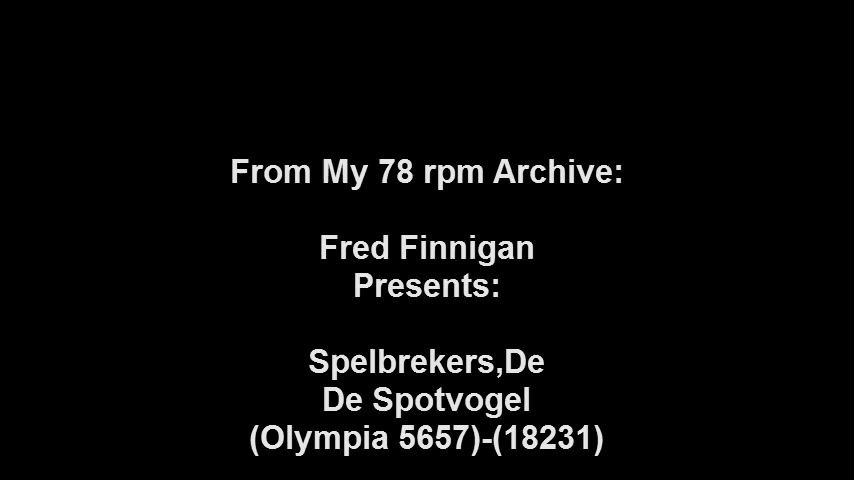 From My 78 rpm Archive:
Fred Finnigan
Presents:
Spelbrekers,De
De Spotvogel
(Olympia 5657)-(18231)